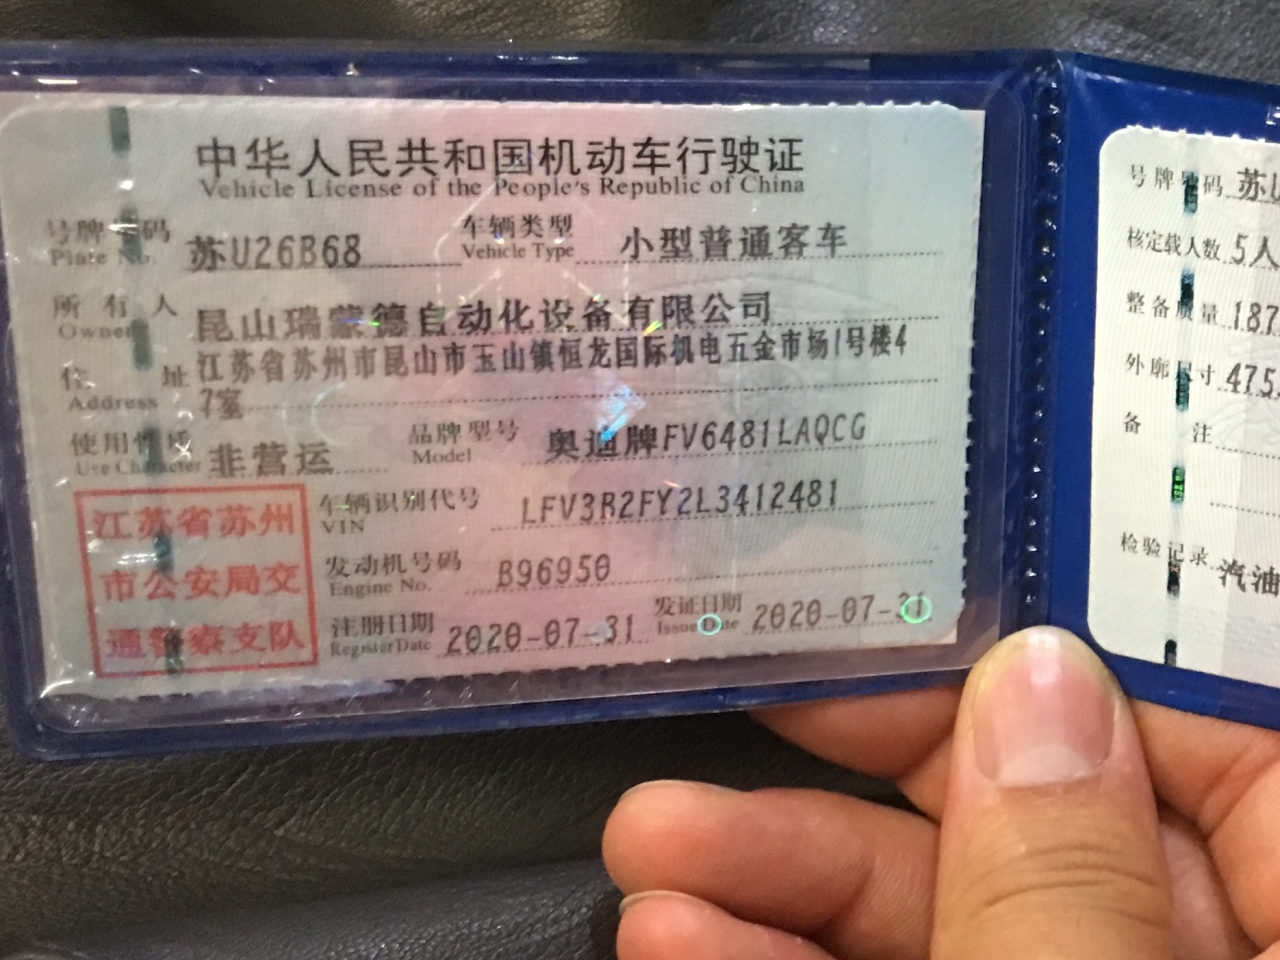 中华人民共和国机动车行驶证
Vehicle License of the People's Republic of China
号牌号码 苏U26B68 车辆类型 小型普通客车
Plate No. Vehicle Type
所有人 昆山瑞蒙德自动化设备有限公司
Owner
住址 江苏省苏州市昆山市玉山镇恒龙国际机电五金市场1号楼4
Address 7室
使用性质 非营运 品牌型号 奥迪牌FV6481LAQCG
Use Character Model
江苏省苏州
市公安局交
通警察支队
车辆识别代号 LFV3R2FY2L3412481
VIN
发动机号码 B96950
Engine No.
注册日期 2020-07-31 发证日期 2020-07-31
Register Date Issue Date
号牌号码 苏U
核定载人数 5人
整备质量 187
外廓尺寸 475
备注
检验记录 汽油